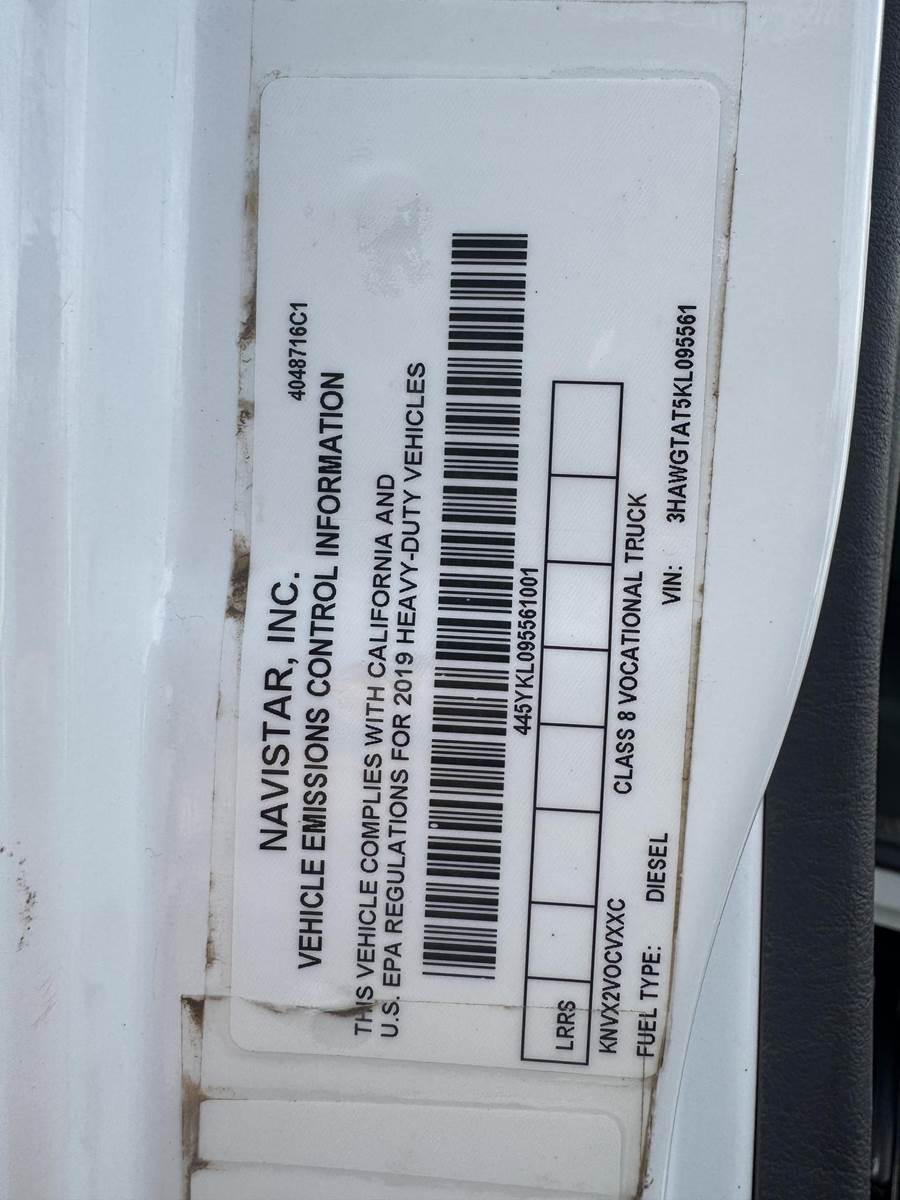 NAVISTAR, INC.
4048716C1
VEHICLE EMISSIONS CONTROL INFORMATION
THIS VEHICLE COMPLIES WITH CALIFORNIA AND
U.S. EPA REGULATIONS FOR 2019 HEAVY-DUTY VEHICLES
445YKL095561001
LRRS
KNVX2VOCVXXC CLASS 8 VOCATIONAL TRUCK
FUEL TYPE: DIESEL VIN: 3HAWGTAT5KL095561